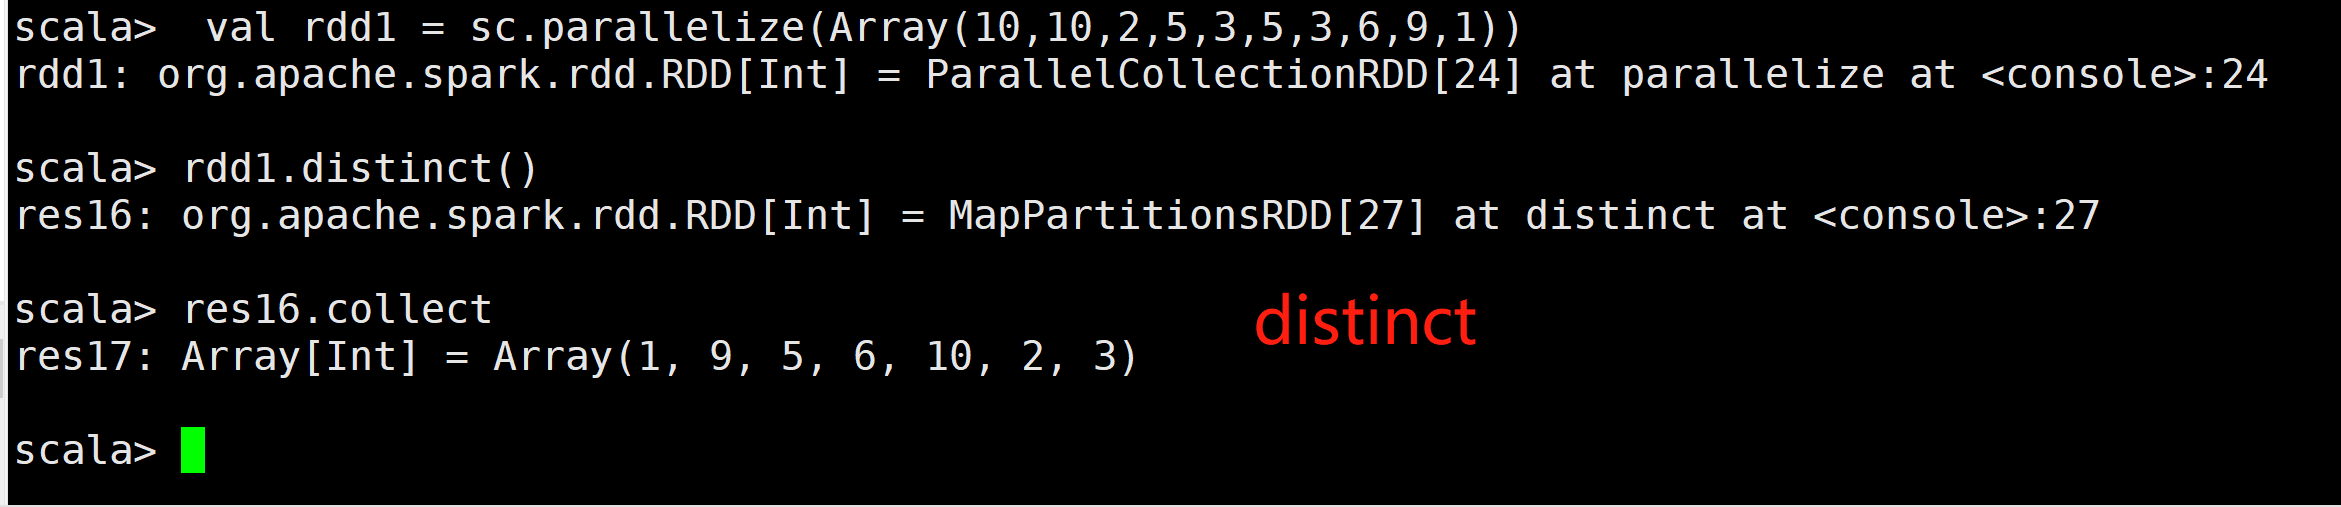 scala>  val rdd1 = sc.parallelize(Array(10,10,2,5,3,5,3,6,9,1))
rdd1: org.apache.spark.rdd.RDD[Int] = ParallelCollectionRDD[24] at parallelize at <console>:24
scala> rdd1.distinct()
res16: org.apache.spark.rdd.RDD[Int] = MapPartitionsRDD[27] at distinct at <console>:27
scala> res16.collect
distinct
res17: Array[Int] = Array(1, 9, 5, 6, 10, 2, 3)
scala>